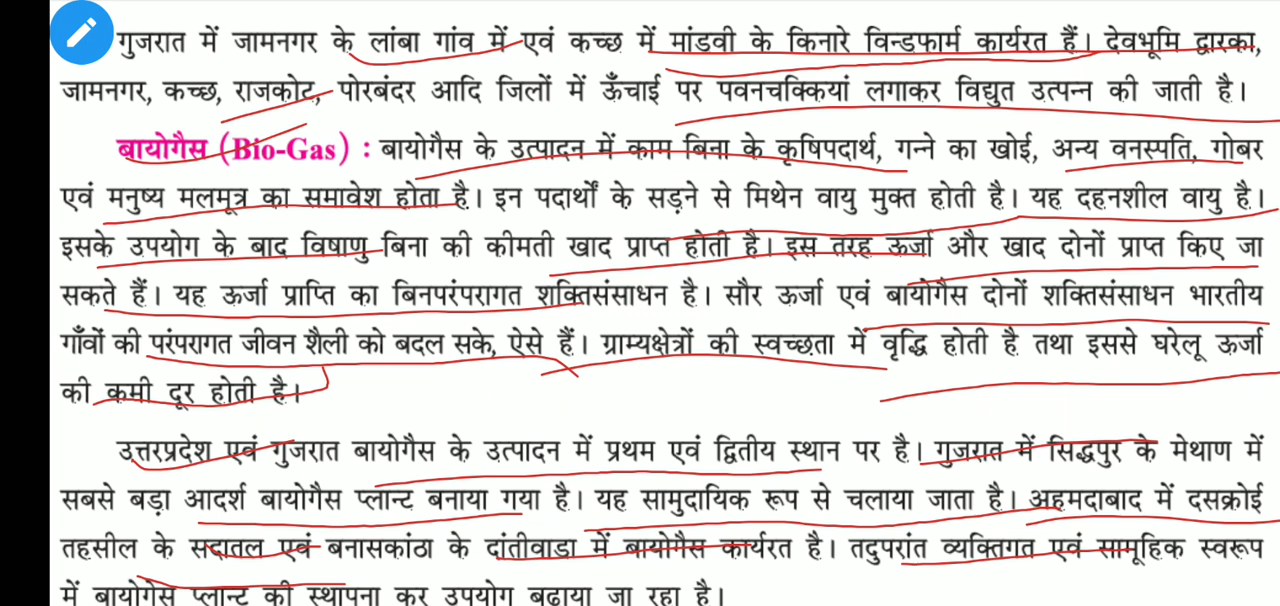 गुजरात में जामनगर के लांबा गांव में एवं कच्छ में मांडवी के किनारे विन्डफार्म कार्यरत हैं। देवभूमि द्वारका,
जामनगर, कच्छ, राजकोट, पोरबंदर आदि जिलों में ऊँचाई पर पवनचक्कियां लगाकर विद्युत उत्पन्न की जाती है।
बायोगैस (Bio-Gas) : बायोगैस के उत्पादन में काम बिना के कृषिपदार्थ, गन्ने का खोई, अन्य वनस्पति, गोबर
एवं मनुष्य मलमूत्र का समावेश होता है। इन पदार्थों के सड़ने से मिथेन वायु मुक्त होती है। यह दहनशील वायु है।
इसके उपयोग के बाद विषाणु बिना की कीमती खाद प्राप्त होती है। इस तरह ऊर्जा और खाद दोनों प्राप्त किए जा
सकते हैं। यह ऊर्जा प्राप्ति का बिनपरंपरागत शक्तिसंसाधन है। सौर ऊर्जा एवं बायोगैस दोनों शक्तिसंसाधन भारतीय
गाँवों की परंपरागत जीवन शैली को बदल सके, ऐसे हैं। ग्राम्यक्षेत्रों की स्वच्छता में वृद्धि होती है तथा इससे घरेलू ऊर्जा
की कमी दूर होती है।
उत्तरप्रदेश एवं गुजरात बायोगैस के उत्पादन में प्रथम एवं द्वितीय स्थान पर है। गुजरात में सिद्धपुर के मेथाण में
सबसे बड़ा आदर्श बायोगैस प्लान्ट बनाया गया है। यह सामुदायिक रूप से चलाया जाता है। अहमदाबाद में दसक्रोई
तहसील के सदातल एवं बनासकांठा के दांतीवाडा में बायोगैस कार्यरत है। तदुपरांत व्यक्तिगत एवं सामूहिक स्वरूप
में बायोगेस प्लान्ट की स्थापना कर उपयोग बढ़ाया जा रहा है।